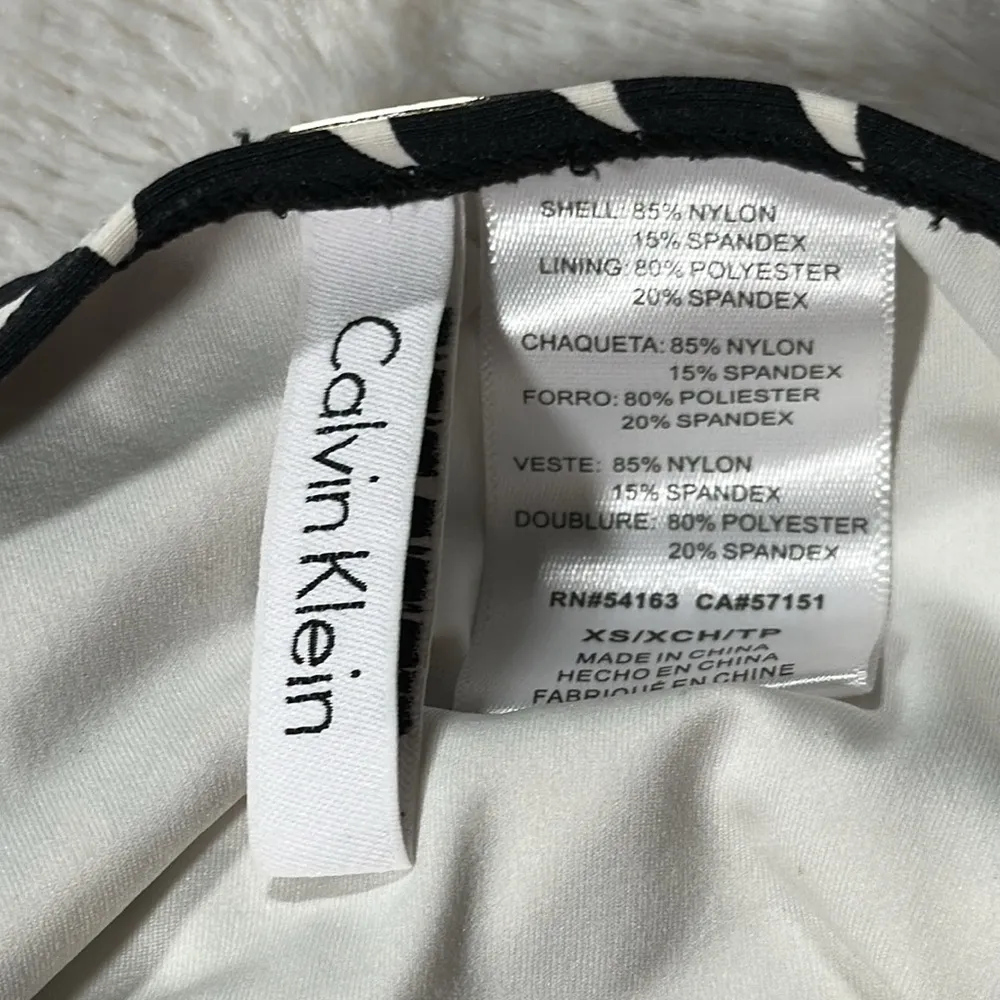 Calvin Klein
SHELL: 85% NYLON
15% SPANDEX
LINING: 80% POLYESTER
20% SPANDEX
CHAQUETA: 85% NYLON
15% SPANDEX
FORRO: 80% POLIESTER
20% SPANDEX
VESTE: 85% NYLON
15% SPANDEX
DOUBLURE: 80% POLYESTER
20% SPANDEX
RN#54163 CA#57151
XS/XCH/TP
MADE IN CHINA
HECHO EN CHINA
FABRIQUÉ EN CHINE